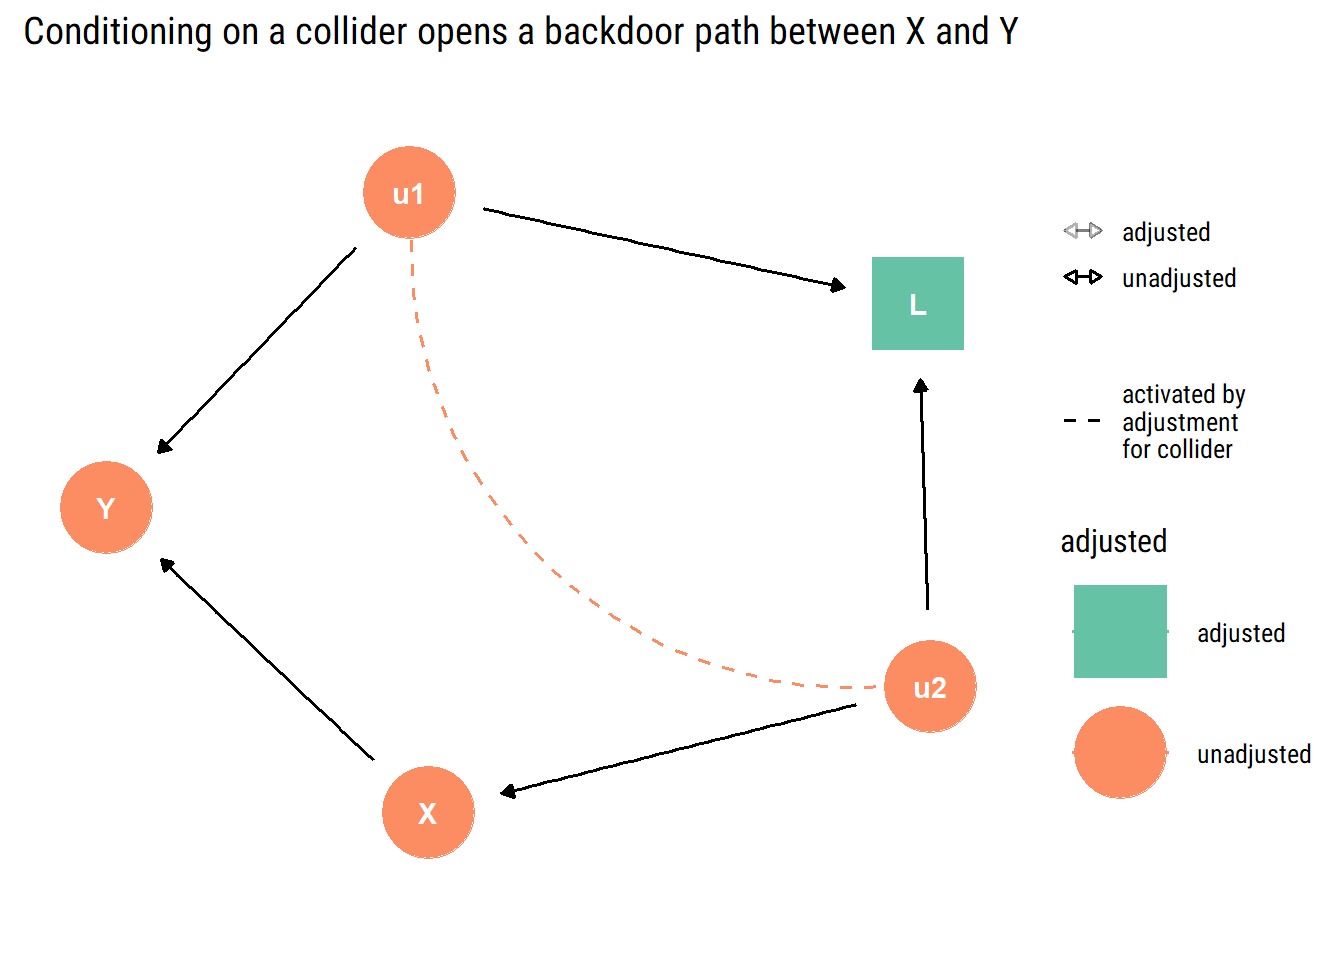 Conditioning on a collider opens a backdoor path between X and Y
u1
L
Y
u2
X
adjusted
unadjusted
activated by
adjustment
for collider
adjusted
adjusted
unadjusted